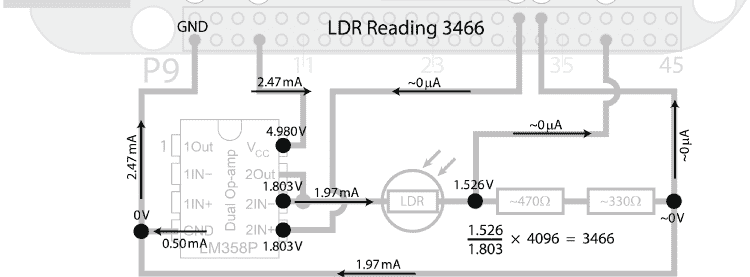 GND
LDR Reading 3466
P9
11
23
35
45
2.47mA
~0µA
~0µA
~0µA
2.47mA
4.980V
1
1Out
VCC
Dual Op-amp
1IN−
2Out
1.803V
1.97mA
1.526V
1IN+
2IN−
LDR
~470Ω
~330Ω
0V
~0V
GND
2IN+
0.50mA
1.803V
LM358P
1.526
1.803
× 4096 = 3466
1.97mA